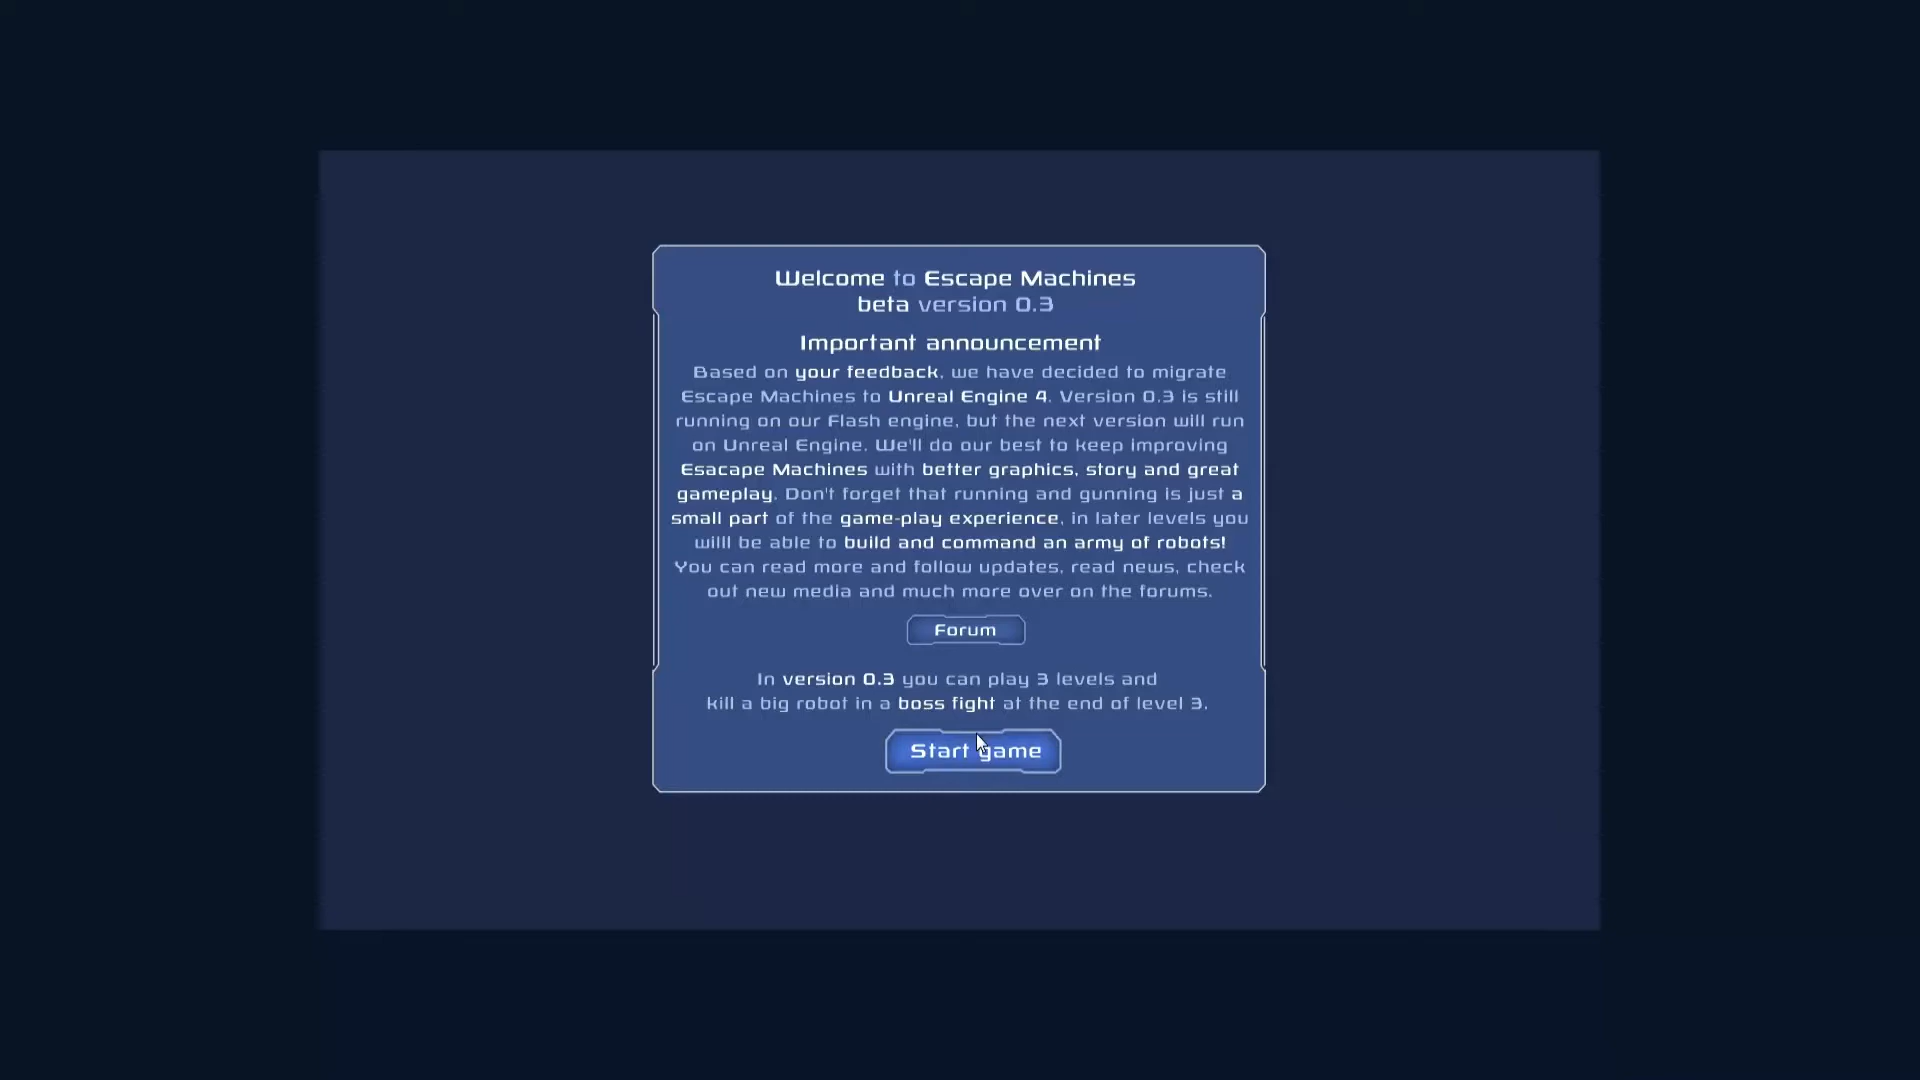 Welcome to Escape Machines
beta version 0.3
Important announcement
Based on your feedback, we have decided to migrate
Escape Machines to Unreal Engine 4. Version 0.3 is still
running on our Flash engine, but the next version will run
on Unreal Engine. We'll do our best to keep improving
Esacape Machines with better graphics, story and great
gameplay. Don't forget that running and gunning is just a
small part of the game-play experience, in later levels you
willl be able to build and command an army of robots!
You can read more and follow updates, read news, check
out new media and much more over on the forums.
Forum
In version 0.3 you can play 3 levels and
kill a big robot in a boss fight at the end of level 3.
Start game